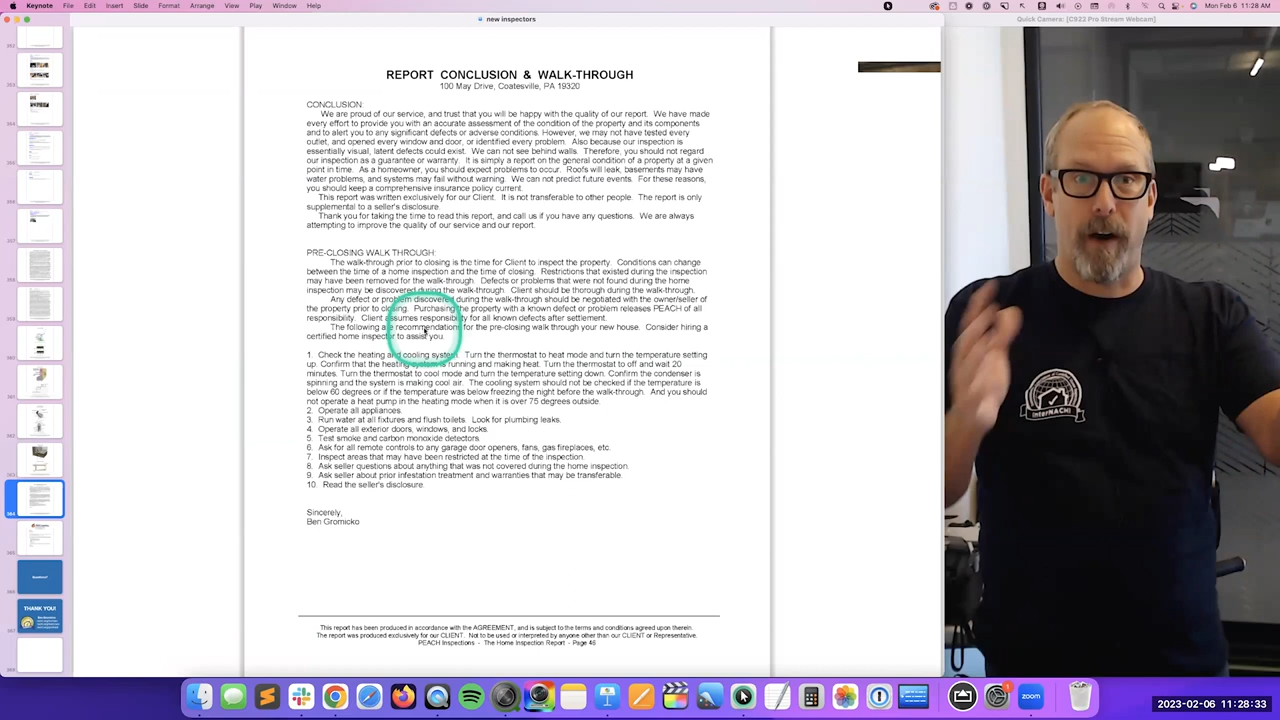 Keynote File Edit Insert Slide Format Arrange View Play Window Help
Mon Feb 6 11:28 AM
new inspectors
Quick Camera: [C922 Pro Stream Webcam]
REPORT CONCLUSION & WALK-THROUGH
100 May Drive, Coatesville, PA 19320
CONCLUSION:
We are proud of our service, and trust that you will be happy with the quality of our report. We have made
every effort to provide you with an accurate assessment of the condition of the property and its components
and to alert you to any significant defects or adverse conditions. However, we may not have tested every
outlet, and opened every window and door, or identified every problem. Also because our inspection is
essentially visual, latent defects could exist. We can not see behind walls. Therefore, you should not regard
our inspection as a guarantee or warranty. It is simply a report on the general condition of a property at a given
point in time. As a homeowner, you should expect problems to occur. Roofs will leak, basements may have
water problems, and systems may fail without warning. We can not predict future events. For these reasons,
you should keep a comprehensive insurance policy current.
This report was written exclusively for our Client. It is not transferable to other people. The report is only
supplemental to a seller's disclosure.
Thank you for taking the time to read this report, and call us if you have any questions. We are always
attempting to improve the quality of our service and our report.
PRE-CLOSING WALK THROUGH:
The walk-through prior to closing is the time for Client to inspect the property. Conditions can change
between the time of a home inspection and the time of closing. Restrictions that existed during the inspection
may have been removed for the walk-through. Defects or problems that were not found during the home
inspection may be discovered during the walk-through. Client should be thorough during the walk-through.
Any defect or problem discovered during the walk-through should be negotiated with the owner/seller of
the property prior to closing. Purchasing the property with a known defect or problem releases PEACH of all
responsibility. Client assumes responsibility for all known defects after settlement.
The following are recommendations for the pre-closing walk through your new house. Consider hiring a
certified home inspector to assist you.
1. Check the heating and cooling system. Turn the thermostat to heat mode and turn the temperature setting
up. Confirm that the heating system is running and making heat. Turn the thermostat to off and wait 20
minutes. Turn the thermostat to cool mode and turn the temperature setting down. Confirm the condenser is
spinning and the system is making cool air. The cooling system should not be checked if the temperature is
below 60 degrees or if the temperature was below freezing the night before the walk-through. And you should
not operate a heat pump in the heating mode when it is over 75 degrees outside.
2. Operate all appliances.
3. Run water at all fixtures and flush toilets. Look for plumbing leaks.
4. Operate all exterior doors, windows, and locks.
5. Test smoke and carbon monoxide detectors.
6. Ask for all remote controls to any garage door openers, fans, gas fireplaces, etc.
7. Inspect areas that may have been restricted at the time of the inspection.
8. Ask seller questions about anything that was not covered during the home inspection.
9. Ask seller about prior infestation treatment and warranties that may be transferable.
10. Read the seller's disclosure.
Sincerely,
Ben Gromicko
This report has been produced in accordance with the AGREEMENT, and is subject to the terms and conditions agreed upon therein.
The report was produced exclusively for our CLIENT. Not to be used or interpreted by anyone other than our CLIENT or Representative.
PEACH Inspections - The Home Inspection Report - Page 46
InterNACHI
Questions?
THANK YOU!
zoom
2023-02-06 11:28:33